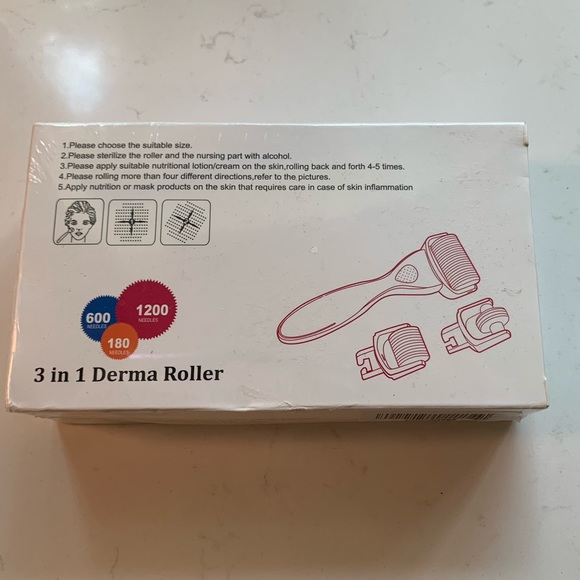 1.Please choose the suitable size.
2.Please sterilize the roller and the nursing part with alcohol.
3.Please apply suitable nutritional lotion/cream on the skin,rolling back and forth 4-5 times.
4.Please rolling more than four different directions,refer to the pictures.
5.Apply nutrition or mask products on the skin that requires care in case of skin inflammation
600
NEEDLES
1200
NEEDLES
180
NEEDLES
3 in 1 Derma Roller